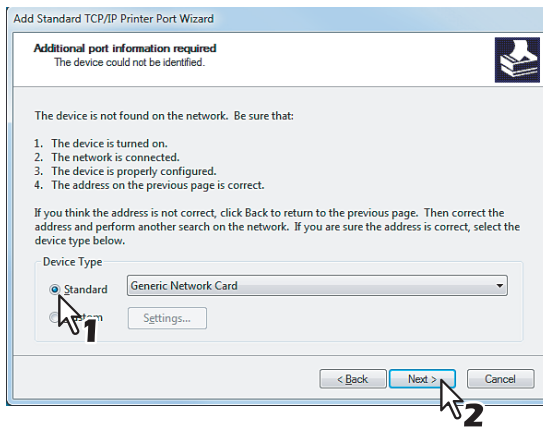 Add Standard TCP/IP Printer Port Wizard
Additional port information required
The device could not be identified.
The device is not found on the network.  Be sure that:
1.  The device is turned on.
2.  The network is connected.
3.  The device is properly configured.
4.  The address on the previous page is correct.
If you think the address is not correct, click Back to return to the previous page.  Then correct the
address and perform another search on the network.  If you are sure the address is correct, select the
device type below.
Device Type
Standard
Generic Network Card
1
Settings...
< Back
Next >
Cancel
2